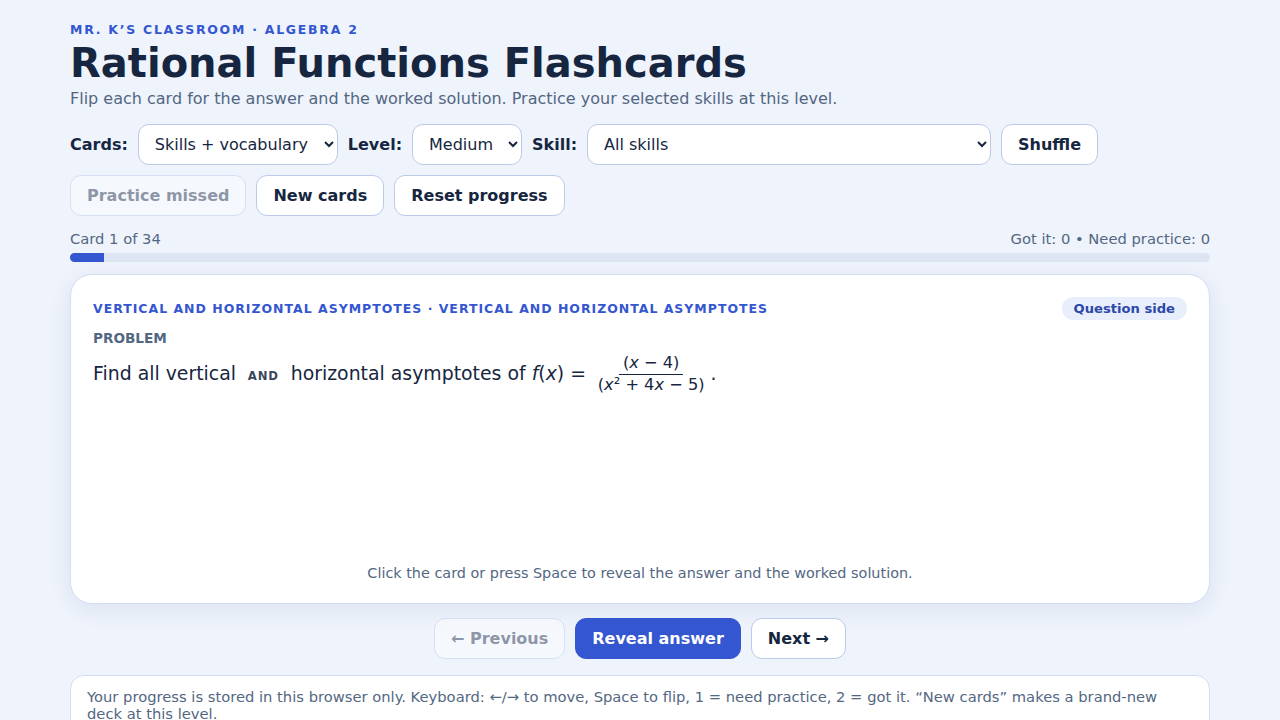 MR. K’S CLASSROOM · ALGEBRA 2
Rational Functions Flashcards
Flip each card for the answer and the worked solution. Practice your selected skills at this level.
Cards: Skills + vocabulary Level: Medium Skill: All skills Shuffle
Practice missed New cards Reset progress
Card 1 of 34 Got it: 0 • Need practice: 0
VERTICAL AND HORIZONTAL ASYMPTOTES · VERTICAL AND HORIZONTAL ASYMPTOTES Question side
PROBLEM
Find all vertical AND horizontal asymptotes of f(x) = (x − 4) / (x² + 4x − 5) .
Click the card or press Space to reveal the answer and the worked solution.
← Previous Reveal answer Next →
Your progress is stored in this browser only. Keyboard: ←/→ to move, Space to flip, 1 = need practice, 2 = got it. “New cards” makes a brand-new
deck at this level.